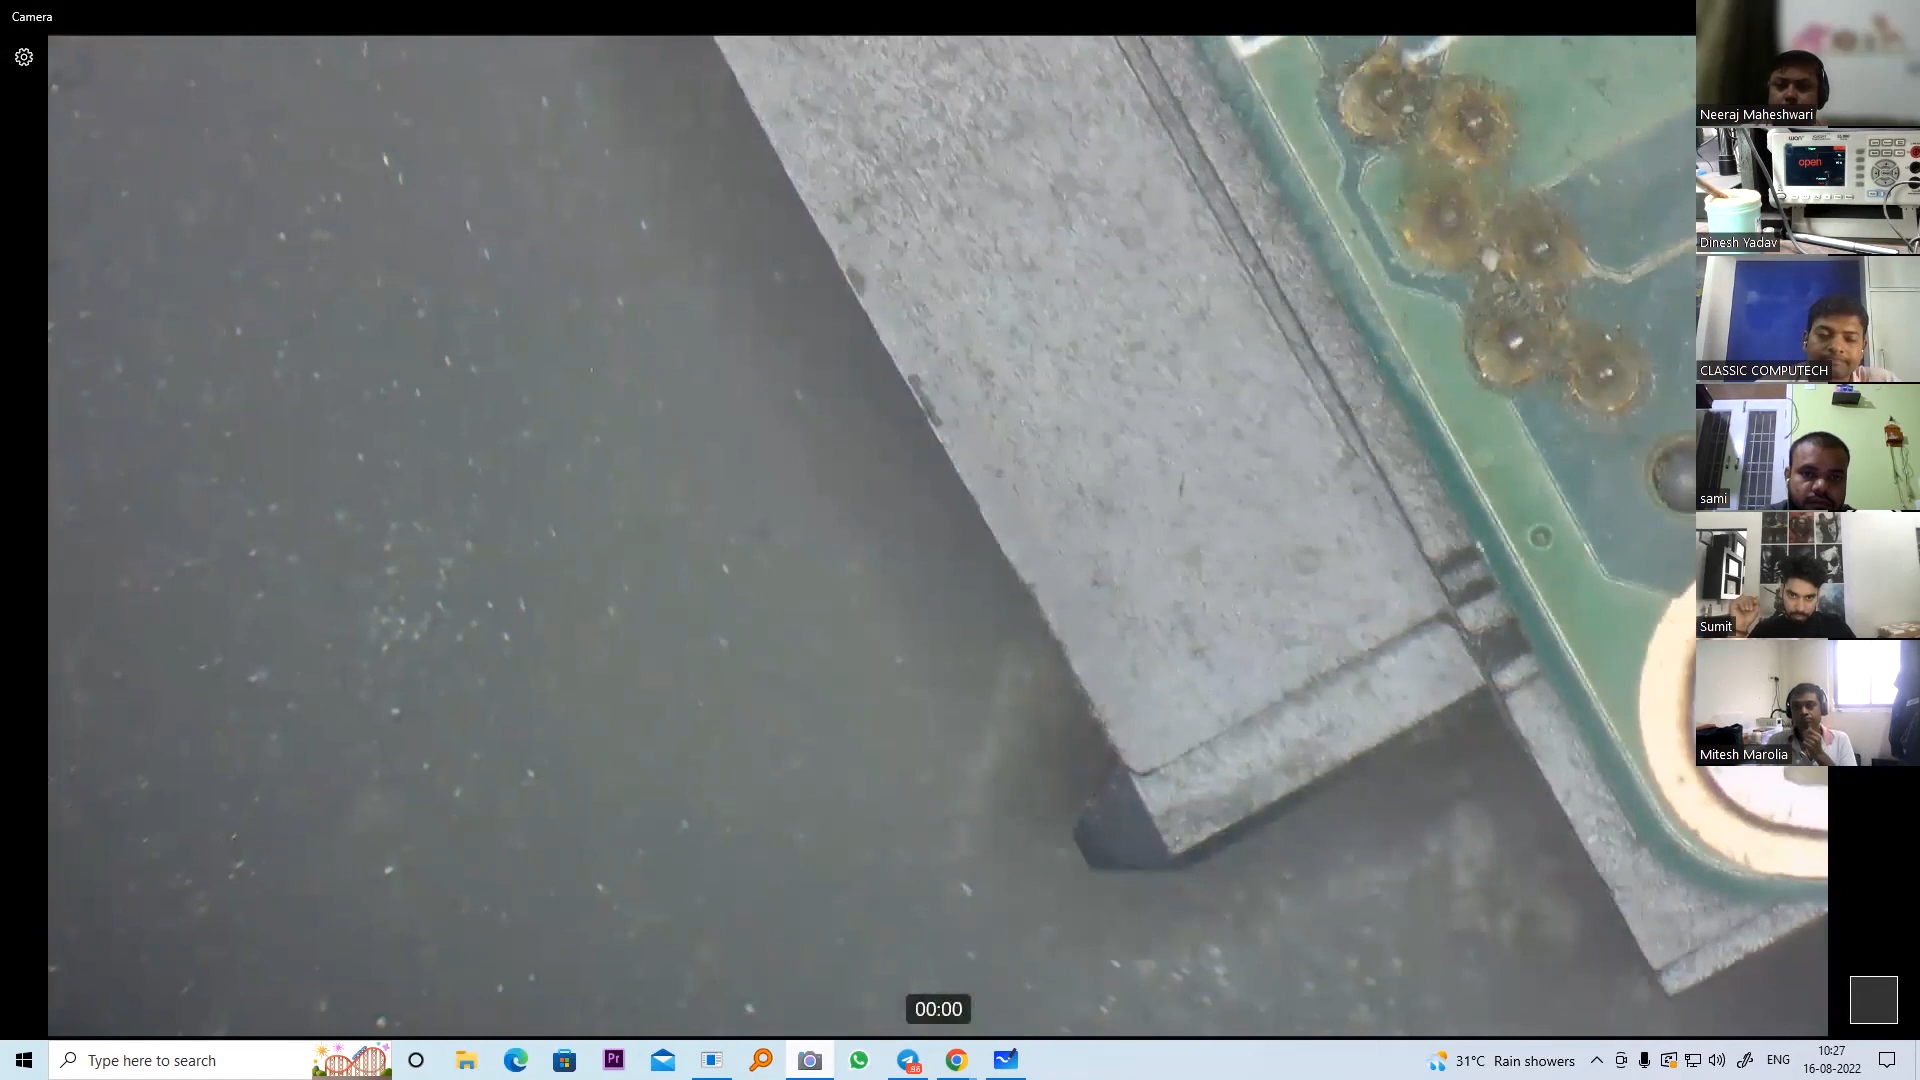 Camera
Neeraj Maheshwari
open
Dinesh Yadav
CLASSIC COMPUTECH
sami
Sumit
Mitesh Marolia
00:00
Type here to search
Pr
31°C Rain showers
ENG
10:27
16-08-2022